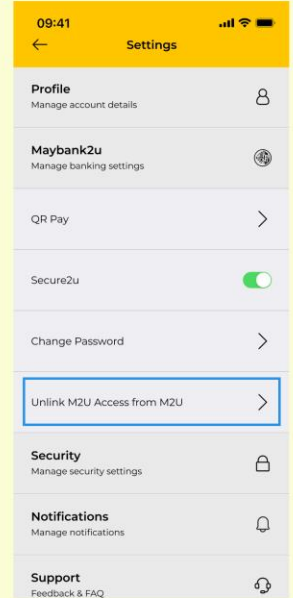 09:41
Settings
Profile
Manage account details
Maybank2u
Manage banking settings
QR Pay
Secure2u
Change Password
Unlink M2U Access from M2U
Security
Manage security settings
Notifications
Manage notifications
Support
Feedback & FAQ